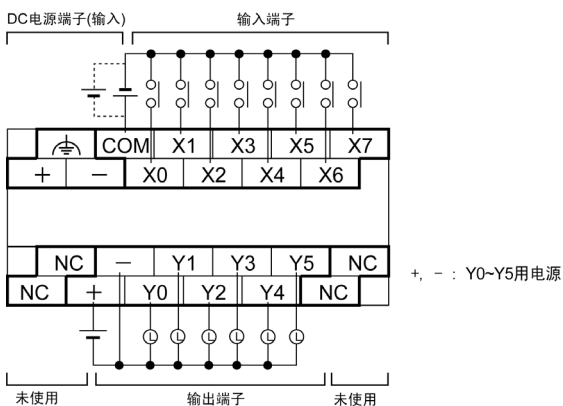 DC电源端子(输入) 输入端子
COM X1 X3 X5 X7
+ − X0 X2 X4 X6
NC − Y1 Y3 Y5 NC
NC + Y0 Y2 Y4 NC
+, − : Y0~Y5用电源
L L L L L L
未使用 输出端子 未使用